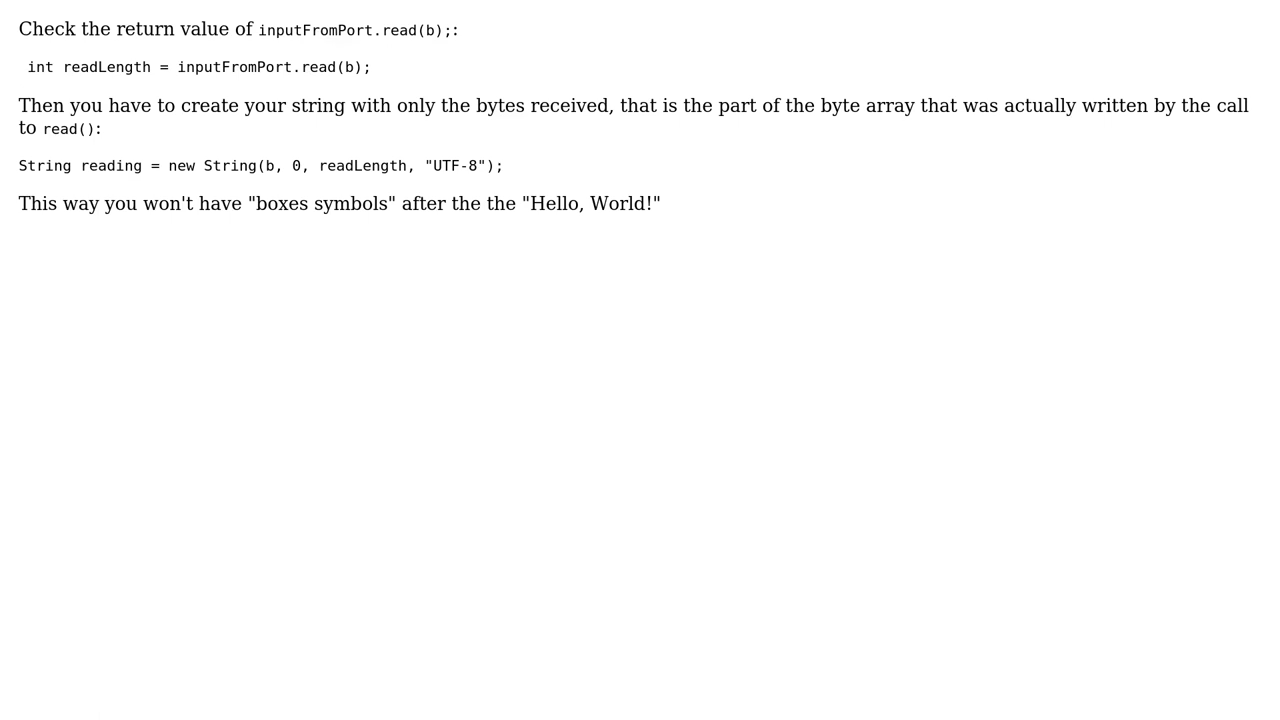 Check the return value of inputFromPort.read(b);:
int readLength = inputFromPort.read(b);
Then you have to create your string with only the bytes received, that is the part of the byte array that was actually written by the call
to read():
String reading = new String(b, 0, readLength, "UTF-8");
This way you won't have "boxes symbols" after the the "Hello, World!"